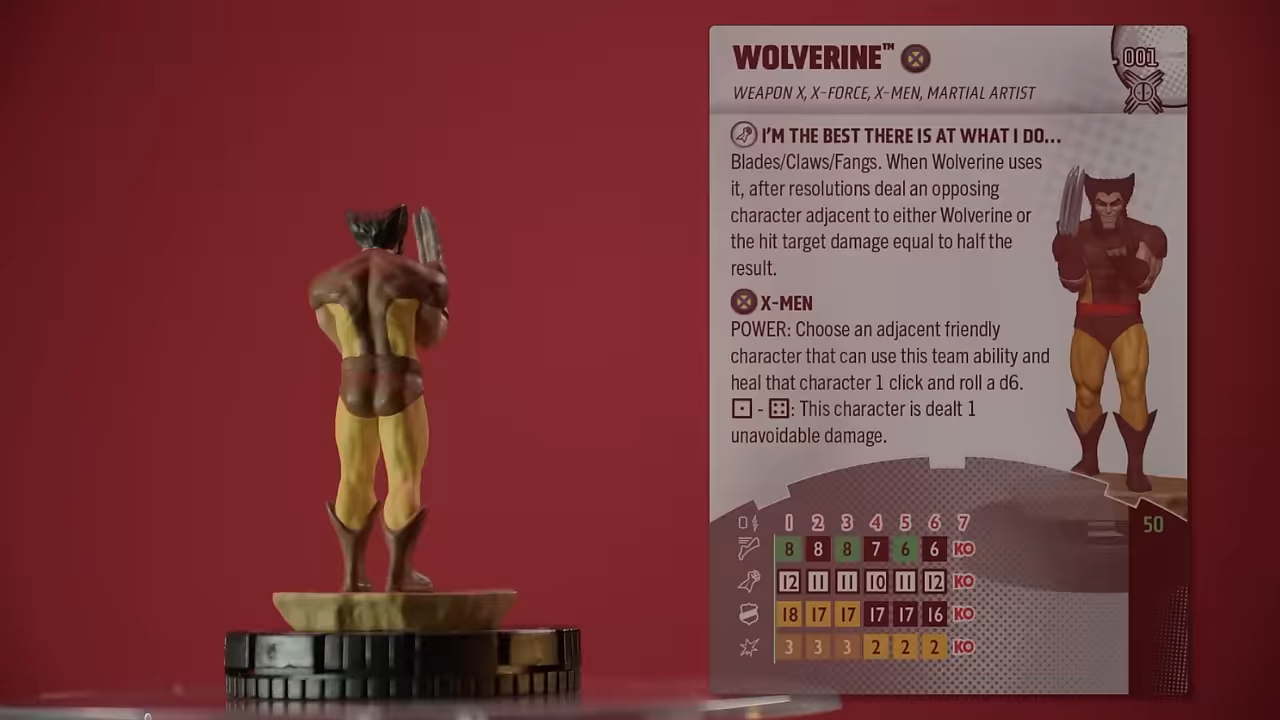 WOLVERINE™
001
WEAPON X, X-FORCE, X-MEN, MARTIAL ARTIST
I'M THE BEST THERE IS AT WHAT I DO...
Blades/Claws/Fangs. When Wolverine uses
it, after resolutions deal an opposing
character adjacent to either Wolverine or
the hit target damage equal to half the
result.
X-MEN
POWER: Choose an adjacent friendly
character that can use this team ability and
heal that character 1 click and roll a d6.
⚀ - ⚃: This character is dealt 1
unavoidable damage.
50
0 1 2 3 4 5 6 7
8 8 8 7 6 6 KO
12 11 11 10 11 12 KO
18 17 17 17 17 16 KO
3 3 3 2 2 2 KO